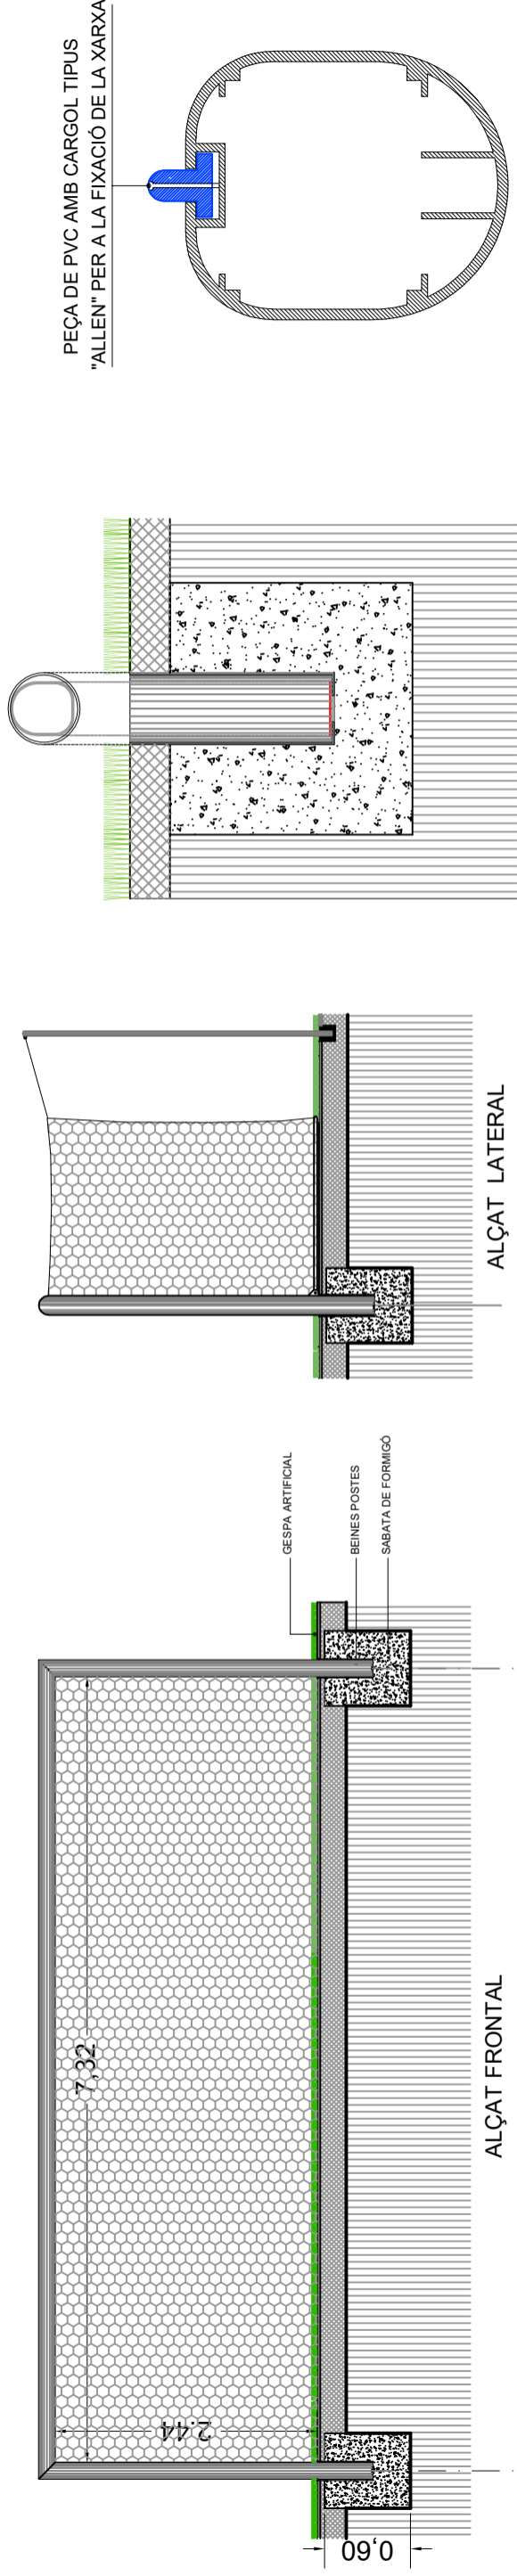 PEÇA DE PVC AMB CARGOL TIPUS
"ALLEN" PER A LA FIXACIÓ DE LA XARXA
ALÇAT LATERAL
GESPA ARTIFICIAL
BEINES POSTES
SABATA DE FORMIGÓ
7,32
2.44
0,60
ALÇAT FRONTAL